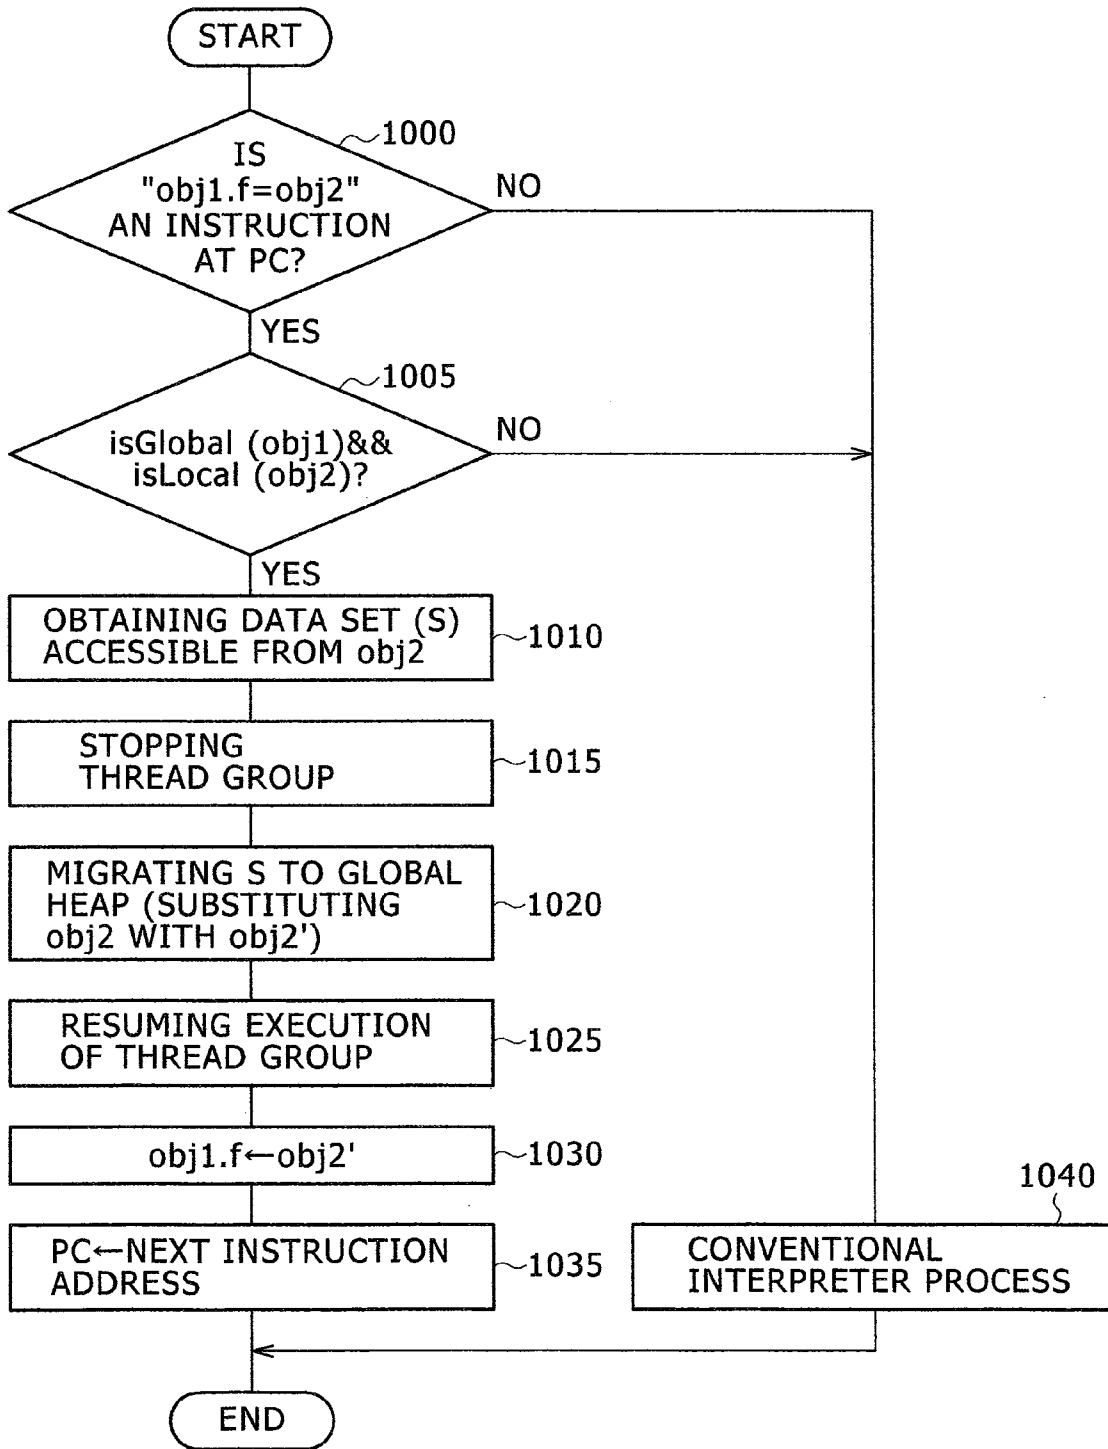 START
1000
IS
"obj1.f=obj2"
AN INSTRUCTION
AT PC?
NO
YES
1005
isGlobal (obj1)&&
isLocal (obj2)?
NO
YES
OBTAINING DATA SET (S)
ACCESSIBLE FROM obj2
1010
STOPPING
THREAD GROUP
1015
MIGRATING S TO GLOBAL
HEAP (SUBSTITUTING
obj2 WITH obj2')
1020
RESUMING EXECUTION
OF THREAD GROUP
1025
obj1.f←obj2'
1030
PC←NEXT INSTRUCTION
ADDRESS
1035
1040
CONVENTIONAL
INTERPRETER PROCESS
END